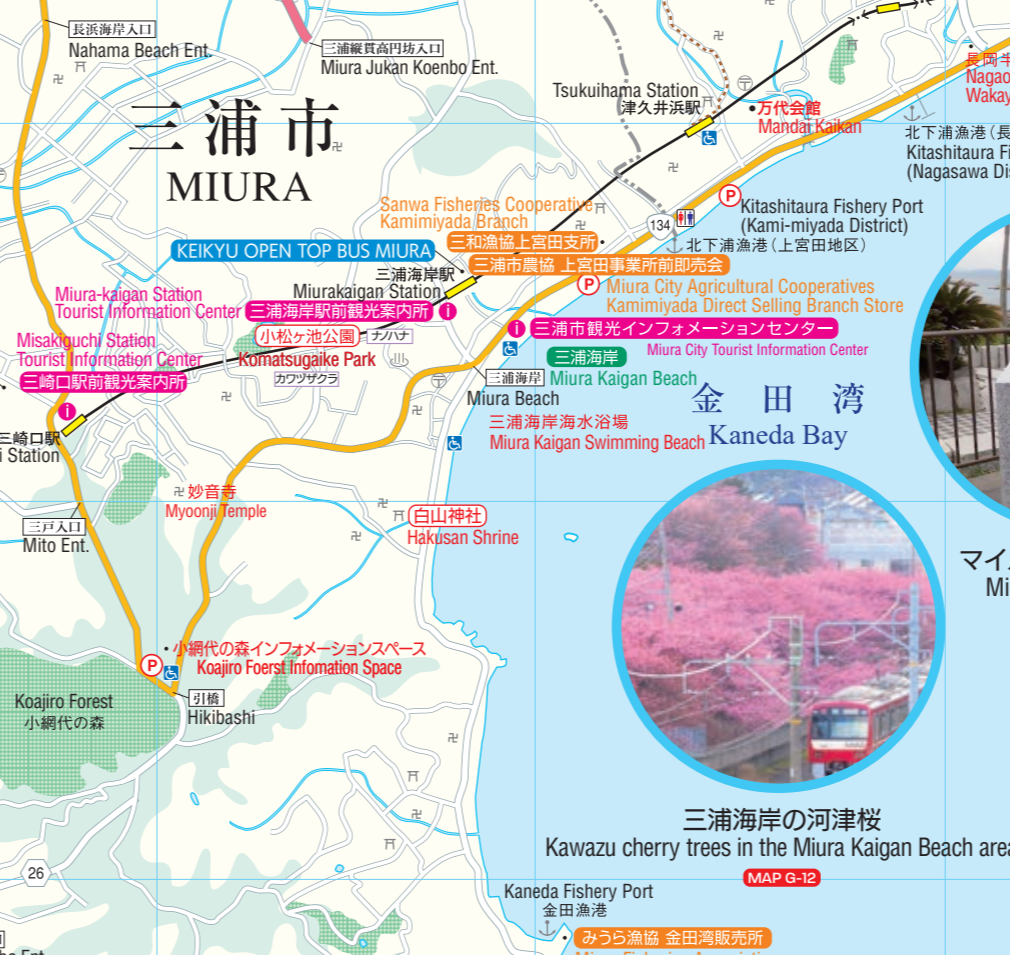 長浜海岸入口
Nahama Beach Ent.
三浦縦貫高円坊入口
Miura Jukan Koenbo Ent.
三浦市
MIURA
Tsukuihama Station
津久井浜駅
万代会館
Mandai Kaikan
長岡半
Nagao
Wakay
北下浦漁港（長
Kitashitaura Fi
(Nagasawa Dis
Sanwa Fisheries Cooperative
Kamimiyada Branch
三和漁協上宮田支所
134
P
Kitashitaura Fishery Port
(Kami-miyada District)
北下浦漁港（上宮田地区）
KEIKYU OPEN TOP BUS MIURA
三浦海岸駅
Miurakaigan Station
三浦市農協 上宮田事業所前即売会
P
Miura City Agricultural Cooperatives
Kamimiyada Direct Selling Branch Store
Miura-kaigan Station
Tourist Information Center
三浦海岸駅前観光案内所
i
i
三浦市観光インフォメーションセンター
Miura City Tourist Information Center
Misakiguchi Station
Tourist Information Center
三崎口駅前観光案内所
i
小松ヶ池公園
ナノハナ
Komatsugaike Park
カワヅザクラ
三浦海岸
Miura Kaigan Beach
三浦海岸
Miura Beach
金田湾
Kaneda Bay
三浦海岸海水浴場
Miura Kaigan Swimming Beach
三崎口駅
i Station
妙音寺
Myoonji Temple
白山神社
Hakusan Shrine
三戸入口
Mito Ent.
マイ
Mi
P
小網代の森インフォメーションスペース
Koajiro Foerst Infomation Space
Koajiro Forest
小網代の森
引橋
Hikibashi
三浦海岸の河津桜
Kawazu cherry trees in the Miura Kaigan Beach area
MAP G-12
26
Kaneda Fishery Port
金田漁港
みうら漁協 金田湾販売所